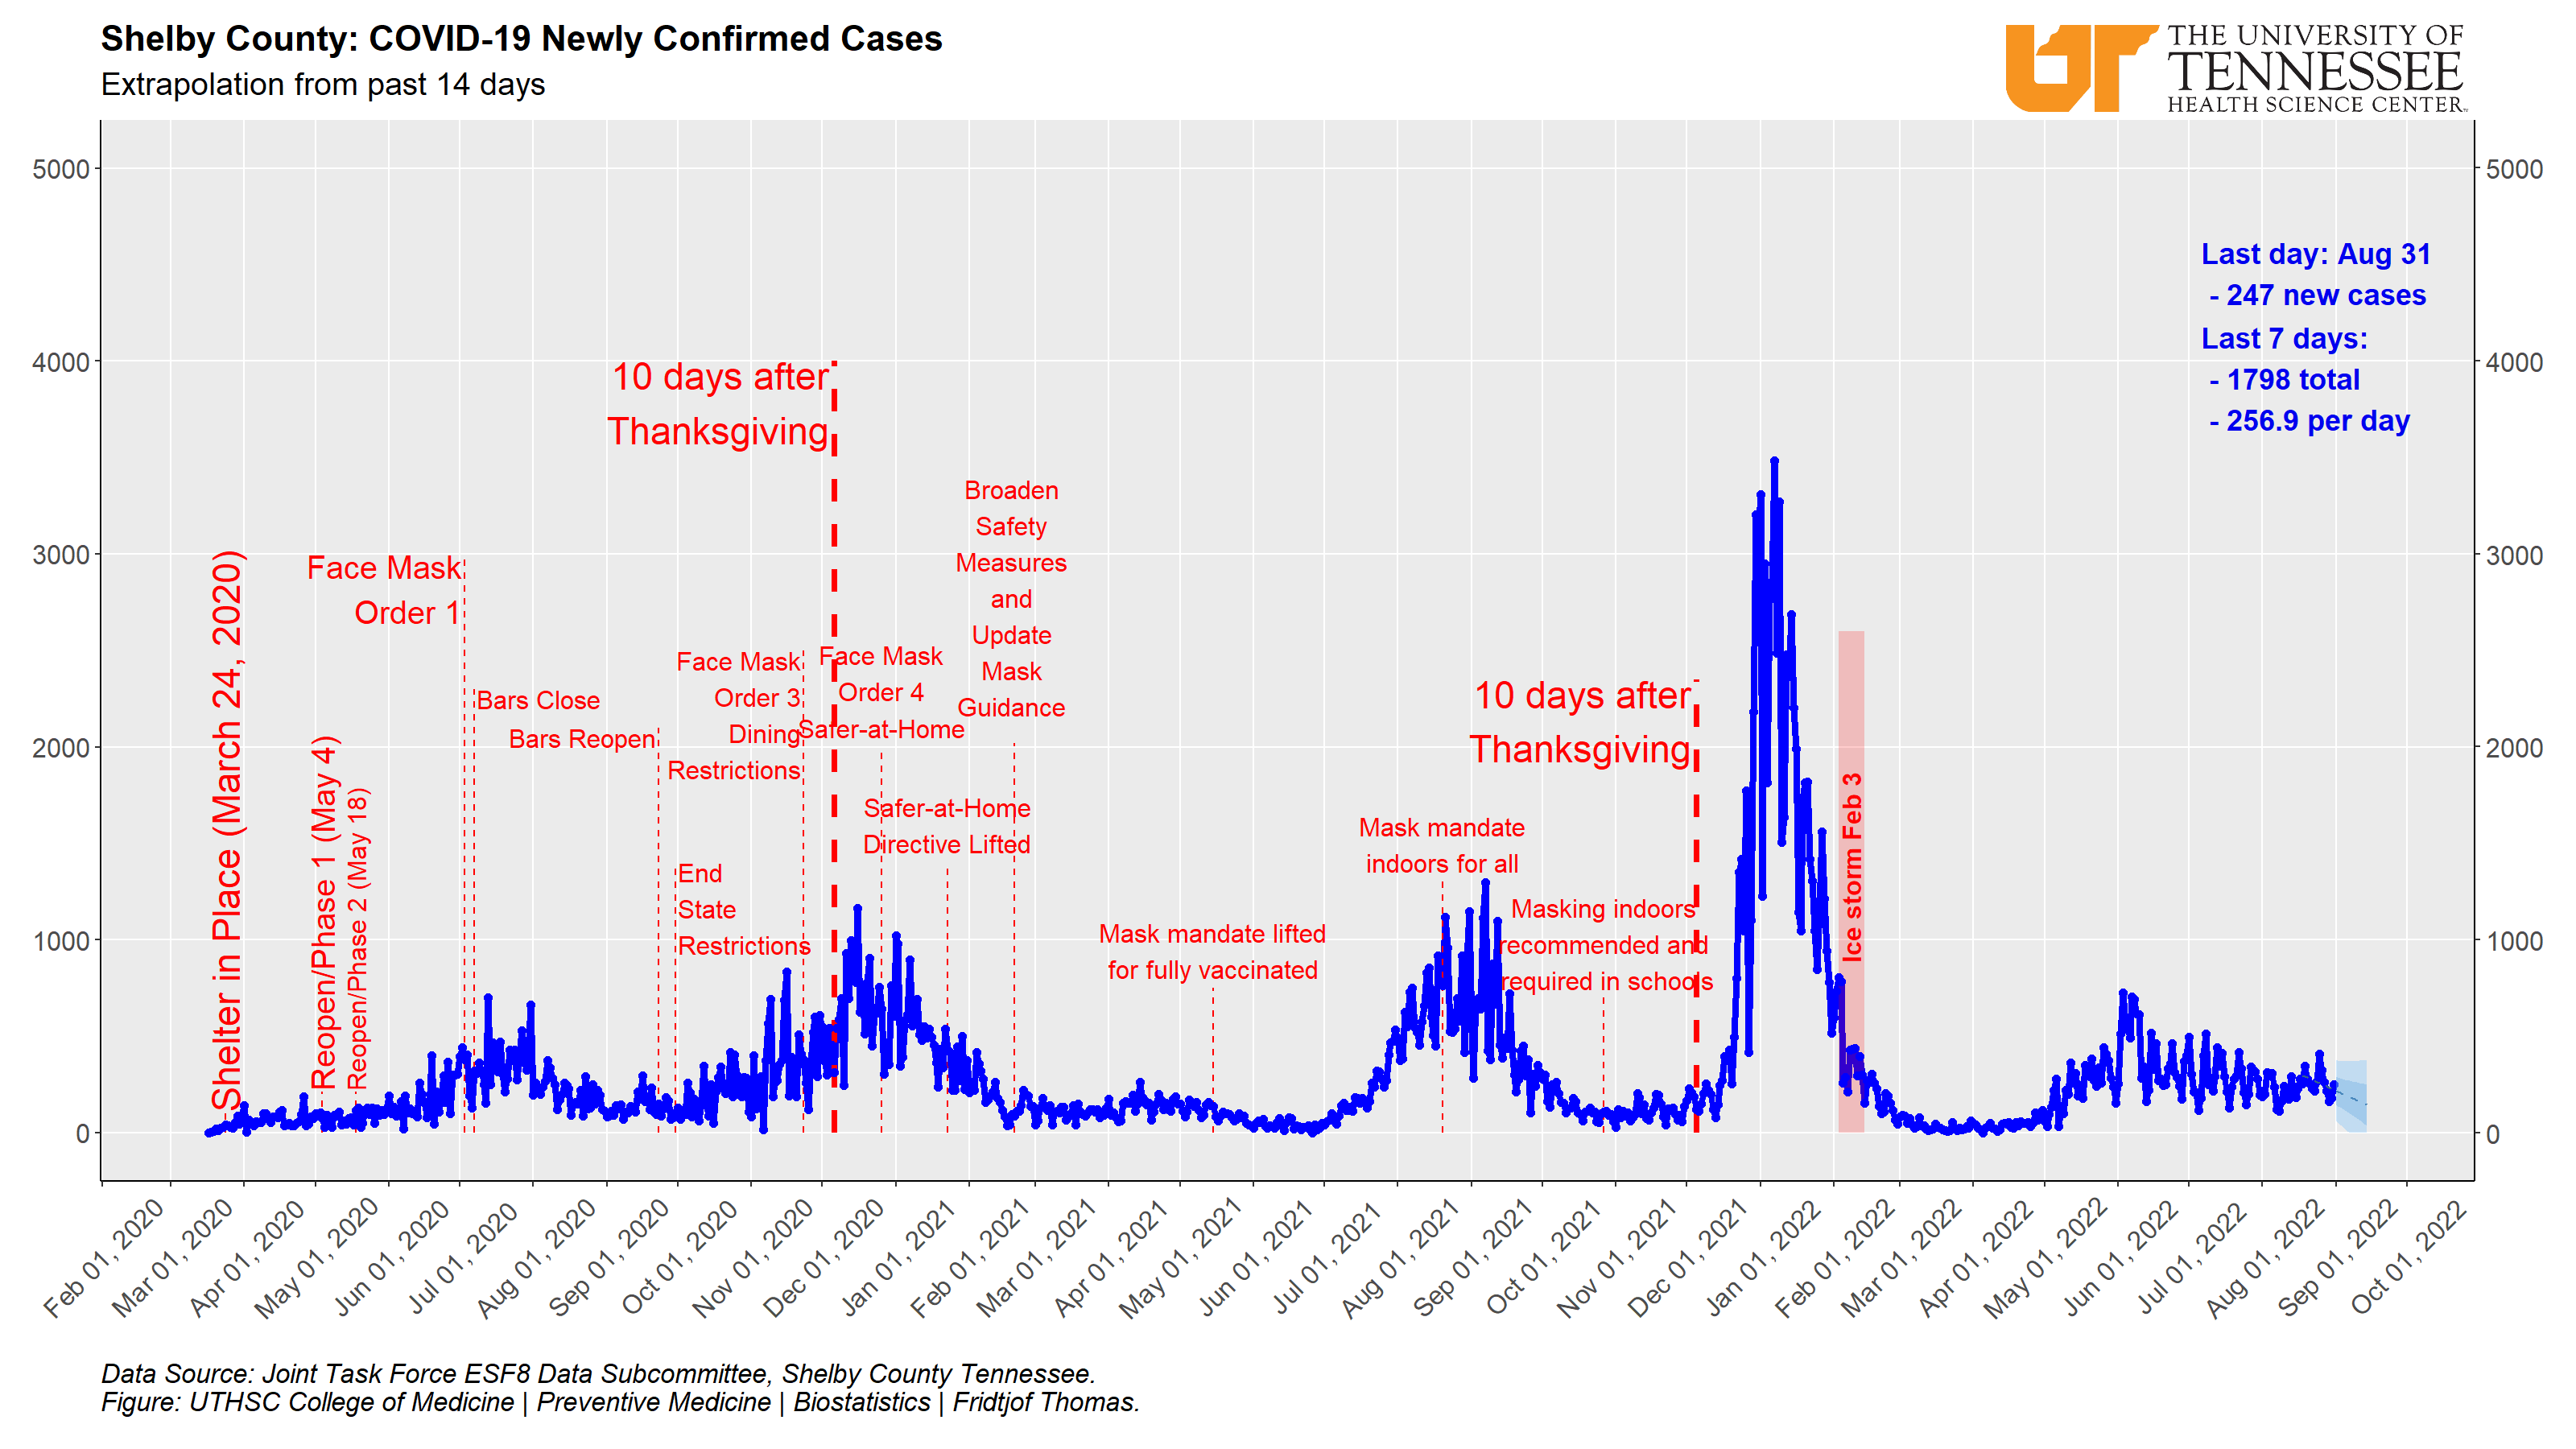 Shelby County: COVID-19 Newly Confirmed Cases
Extrapolation from past 14 days
UT
THE UNIVERSITY OF
TENNESSEE
HEALTH SCIENCE CENTER
5000
4000
3000
2000
1000
0
5000
4000
3000
2000
1000
0
Last day: Aug 31
- 247 new cases
Last 7 days:
- 1798 total
- 256.9 per day
Shelter in Place (March 24, 2020)
Reopen/Phase 1 (May 4)
Reopen/Phase 2 (May 18)
Face Mask
Order 1
Bars Close
Bars Reopen
End
State
Restrictions
Face Mask
Order 3
Dining
Restrictions
10 days after
Thanksgiving
Face Mask
Order 4
Safer-at-Home
Safer-at-Home
Directive Lifted
Broaden
Safety
Measures
and
Update
Mask
Guidance
Mask mandate lifted
for fully vaccinated
Mask mandate
indoors for all
Masking indoors
recommended and
required in schools
10 days after
Thanksgiving
Ice storm Feb 3
Feb 01, 2020
Mar 01, 2020
Apr 01, 2020
May 01, 2020
Jun 01, 2020
Jul 01, 2020
Aug 01, 2020
Sep 01, 2020
Oct 01, 2020
Nov 01, 2020
Dec 01, 2020
Jan 01, 2021
Feb 01, 2021
Mar 01, 2021
Apr 01, 2021
May 01, 2021
Jun 01, 2021
Jul 01, 2021
Aug 01, 2021
Sep 01, 2021
Oct 01, 2021
Nov 01, 2021
Dec 01, 2021
Jan 01, 2022
Feb 01, 2022
Mar 01, 2022
Apr 01, 2022
May 01, 2022
Jun 01, 2022
Jul 01, 2022
Aug 01, 2022
Sep 01, 2022
Oct 01, 2022
Data Source: Joint Task Force ESF8 Data Subcommittee, Shelby County Tennessee.
Figure: UTHSC College of Medicine | Preventive Medicine | Biostatistics | Fridtjof Thomas.